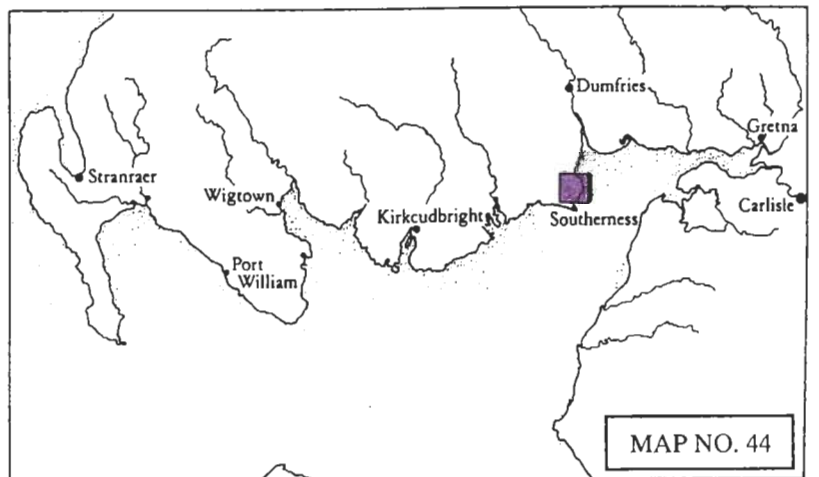 Dumfries
Gretna
Stranraer
Wigtown
Carlisle
Kirkcudbright
Southerness
Port
William
MAP NO. 44